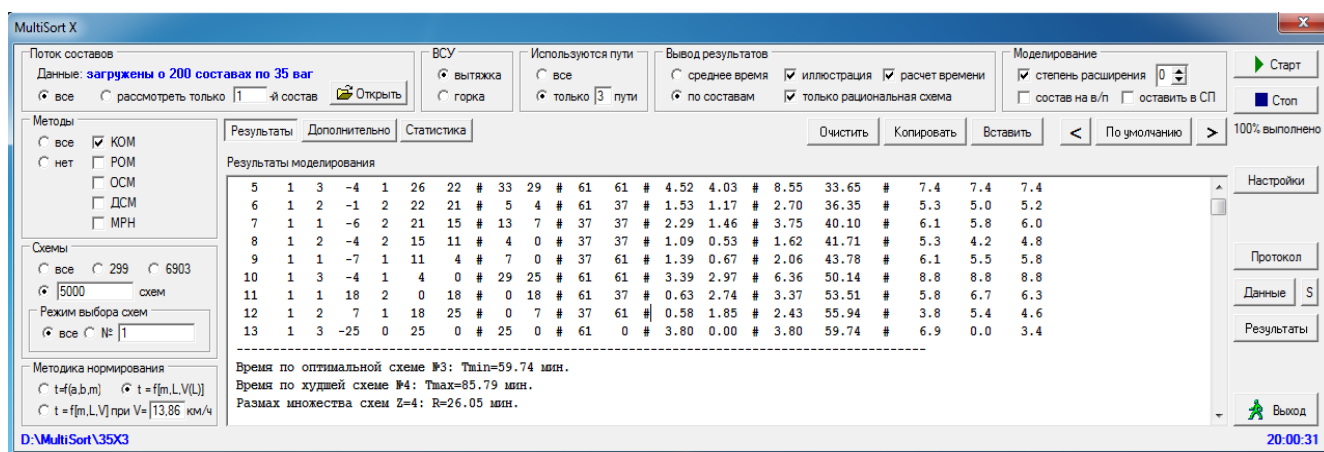 MultiSort X
Поток составов
Данные: загружены о 200 составах по 35 ваг
все рассмотреть только 1 -й состав Открыть
ВСУ
вытяжка
горка
Используются пути
все
только 3 пути
Вывод результатов
среднее время иллюстрация расчет времени
по составам только рациональная схема
Моделирование
степень расширения 0
состав на в/п оставить в СП
Старт
Стоп
100% выполнено
Настройки
Протокол
Данные S
Результаты
Выход
Методы
все КОМ
нет РОМ
ОСМ
ДСМ
МРН
Схемы
все 299 6903
5000 схем
Режим выбора схем
все № 1
Методика нормирования
t=f(a,b,m) t = f[m,L,V(L)]
t = f[m,L,V] при V= 13,86 км/ч
Результаты Дополнительно Статистика Очистить Копировать Вставить < По умолчанию >
Результаты моделирования
5 1 3 -4 1 26 22 # 33 29 # 61 61 # 4.52 4.03 # 8.55 33.65 # 7.4 7.4 7.4
6 1 2 -1 2 22 21 # 5 4 # 61 37 # 1.53 1.17 # 2.70 36.35 # 5.3 5.0 5.2
7 1 1 -6 2 21 15 # 13 7 # 37 37 # 2.29 1.46 # 3.75 40.10 # 6.1 5.8 6.0
8 1 2 -4 2 15 11 # 4 0 # 37 37 # 1.09 0.53 # 1.62 41.71 # 5.3 4.2 4.8
9 1 1 -7 1 11 4 # 7 0 # 37 61 # 1.39 0.67 # 2.06 43.78 # 6.1 5.5 5.8
10 1 3 -4 1 4 0 # 29 25 # 61 61 # 3.39 2.97 # 6.36 50.14 # 8.8 8.8 8.8
11 1 1 18 2 0 18 # 0 18 # 61 37 # 0.63 2.74 # 3.37 53.51 # 5.8 6.7 6.3
12 1 2 7 1 18 25 # 0 7 # 37 61 # 0.58 1.85 # 2.43 55.94 # 3.8 5.4 4.6
13 1 3 -25 0 25 0 # 25 0 # 61 0 # 3.80 0.00 # 3.80 59.74 # 6.9 0.0 3.4
Время по оптимальной схеме №3: Tmin=59.74 мин.
Время по худшей схеме №4: Tmax=85.79 мин.
Размах множества схем Z=4: R=26.05 мин.
D:\MultiSort\35X3
20:00:31